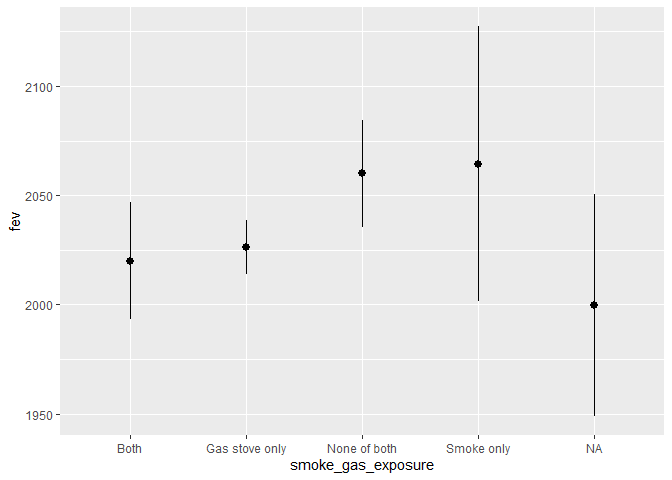 2100
2050
2000
1950
fev
Both Gas stove only None of both Smoke only NA
smoke_gas_exposure